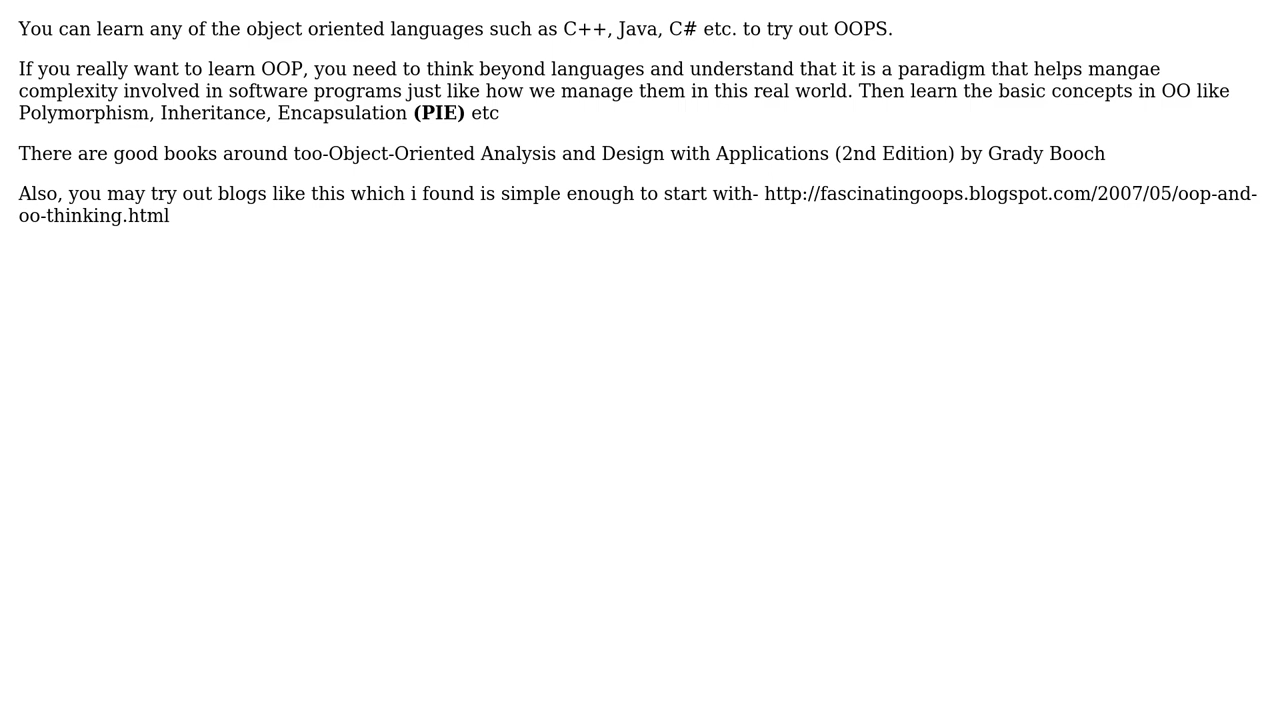 You can learn any of the object oriented languages such as C++, Java, C# etc. to try out OOPS.
If you really want to learn OOP, you need to think beyond languages and understand that it is a paradigm that helps mangae
complexity involved in software programs just like how we manage them in this real world. Then learn the basic concepts in OO like
Polymorphism, Inheritance, Encapsulation (PIE) etc
There are good books around too-Object-Oriented Analysis and Design with Applications (2nd Edition) by Grady Booch
Also, you may try out blogs like this which i found is simple enough to start with- http://fascinatingoops.blogspot.com/2007/05/oop-and-
oo-thinking.html